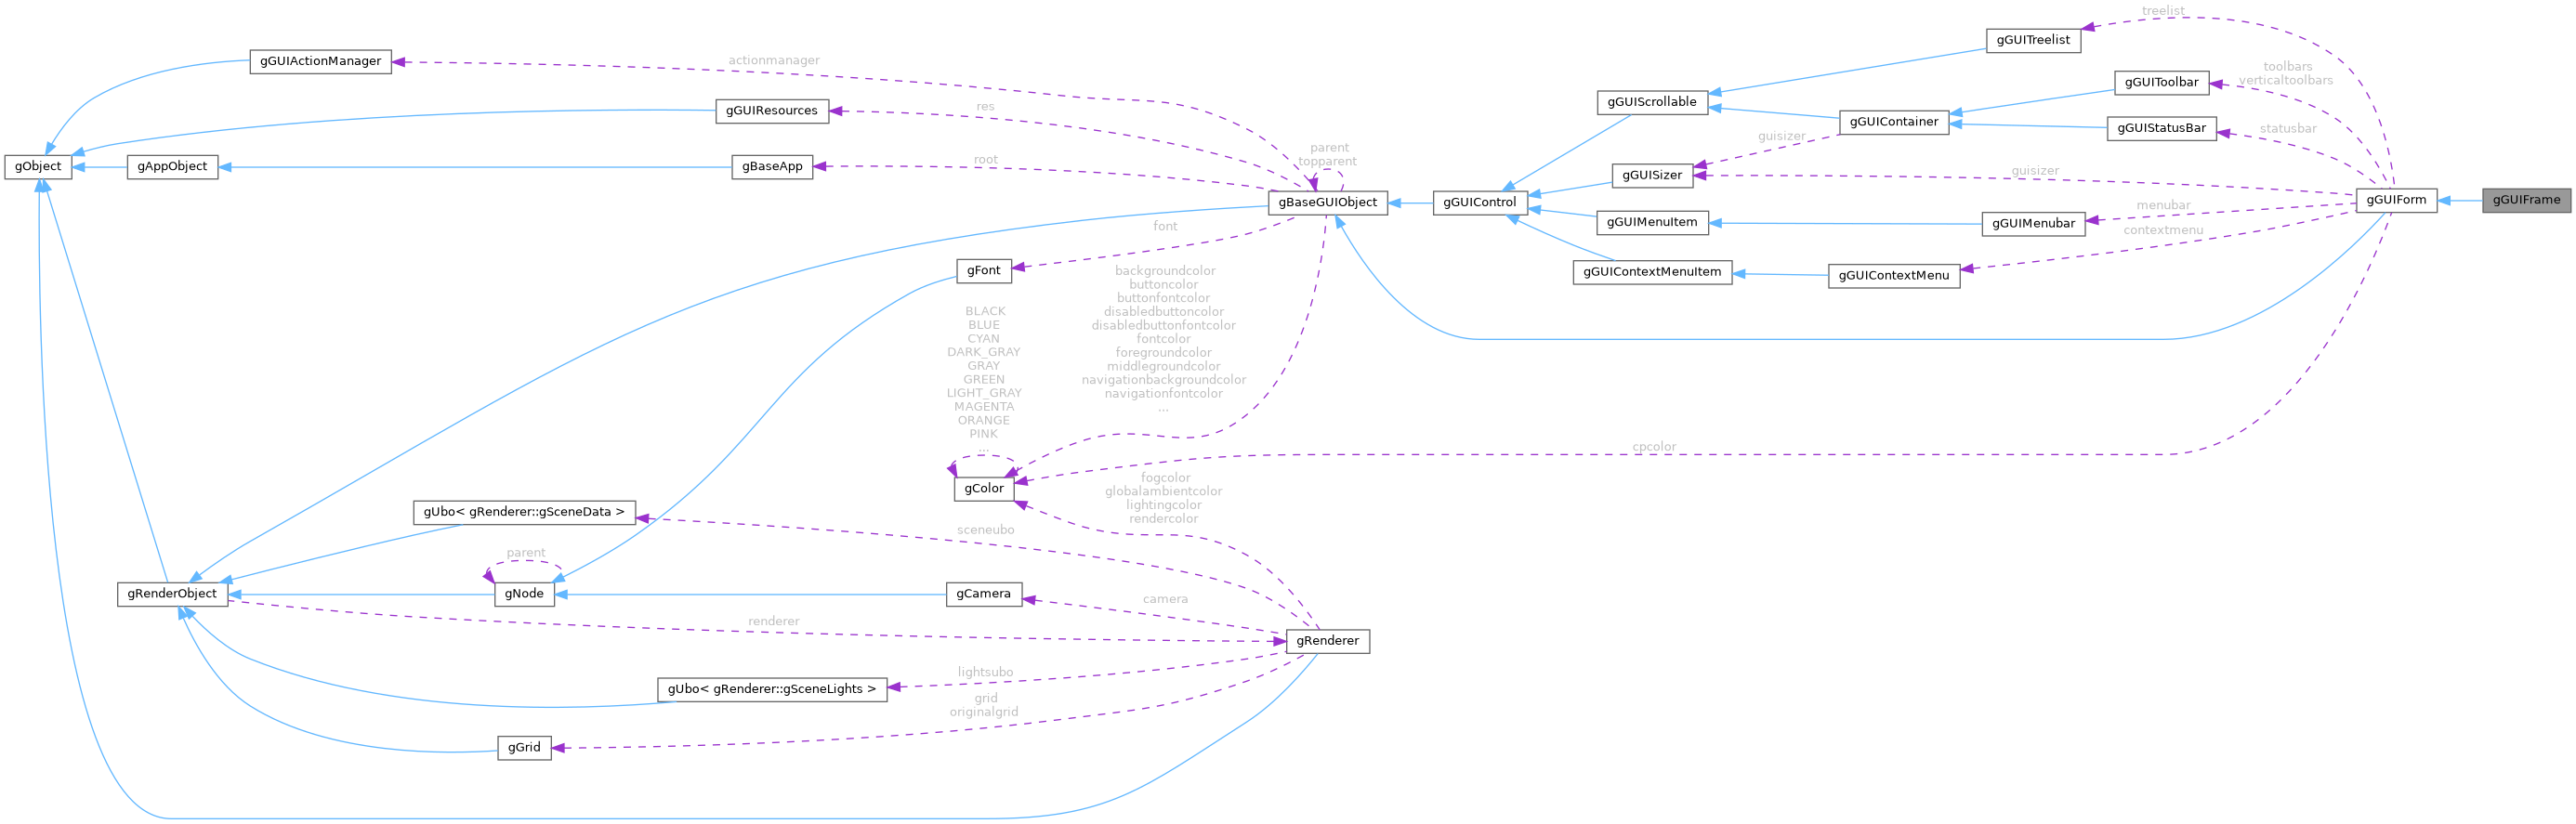 treelist
gGUITreelist
gGUIActionManager
actionmanager
toolbars
verticaltoolbars
gGUIToolbar
gGUIScrollable
gGUIResources
res
gGUIContainer
gGUIStatusBar
statusbar
guisizer
parent
topparent
gObject
gAppObject
gBaseApp
root
gGUISizer
guisizer
gBaseGUIObject
gGUIControl
gGUIForm
gGUIFrame
menubar
gGUIMenuItem
gGUIMenubar
contextmenu
font
gFont
gGUIContextMenuItem
gGUIContextMenu
backgroundcolor
buttoncolor
buttonfontcolor
disabledbuttoncolor
disabledbuttonfontcolor
fontcolor
foregroundcolor
middlegroundcolor
navigationbackgroundcolor
navigationfontcolor
...
BLACK
BLUE
CYAN
DARK_GRAY
GRAY
GREEN
LIGHT_GRAY
MAGENTA
ORANGE
PINK
...
cpcolor
gColor
fogcolor
globalambientcolor
lightingcolor
rendercolor
gUbo< gRenderer::gSceneData >
sceneubo
parent
gRenderObject
gNode
gCamera
camera
renderer
gRenderer
lightsubo
gUbo< gRenderer::gSceneLights >
grid
originalgrid
gGrid